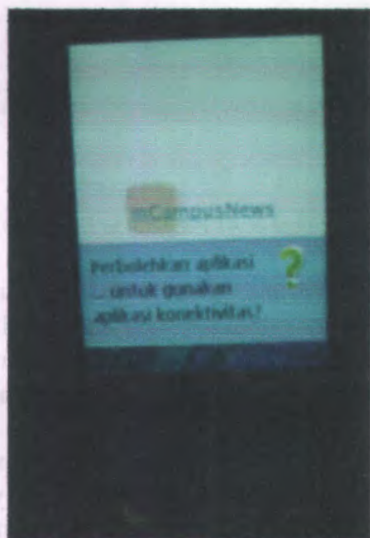 mCampusNews
Perbolehkan aplikasi
... untuk gunakan
aplikasi konektivitas?
?